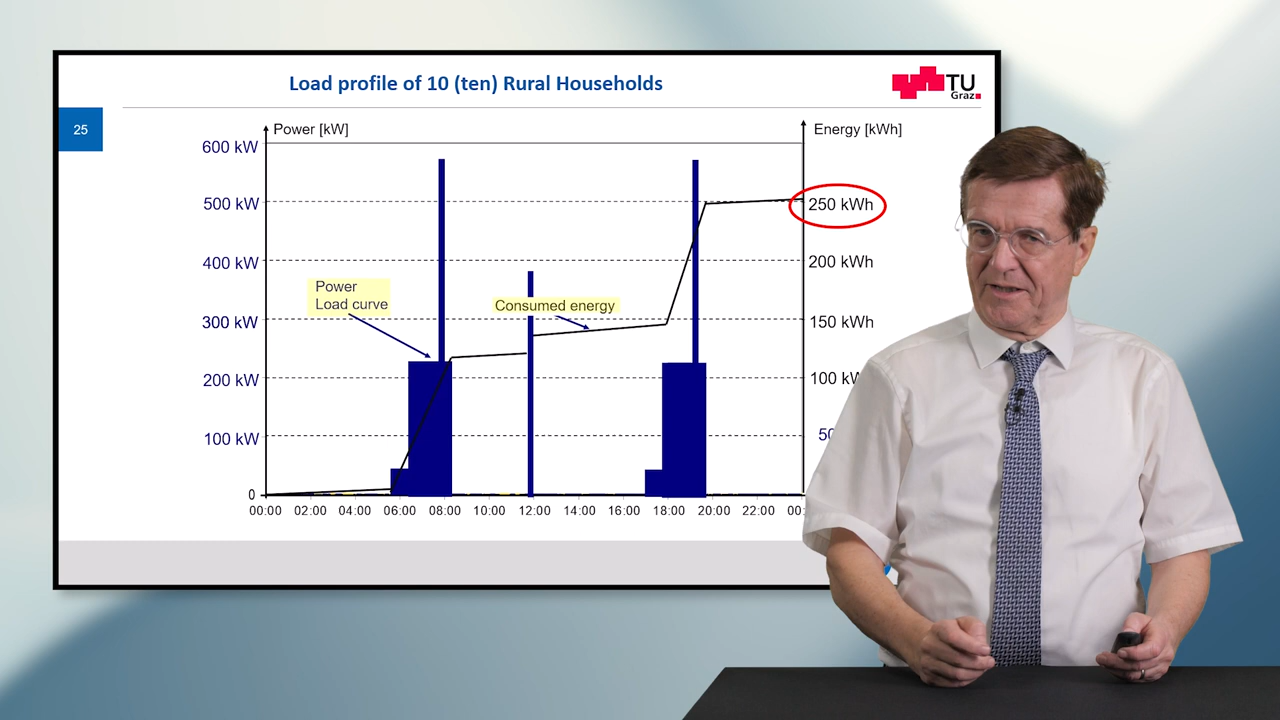 Load profile of 10 (ten) Rural Households
TU
Graz
25
Power [kW]
Energy [kWh]
600 kW
500 kW
250 kWh
400 kW
200 kWh
Power
Load curve
Consumed energy
300 kW
150 kWh
200 kW
100 kW
100 kW
50
0
00:00 02:00 04:00 06:00 08:00 10:00 12:00 14:00 16:00 18:00 20:00 22:00 00: